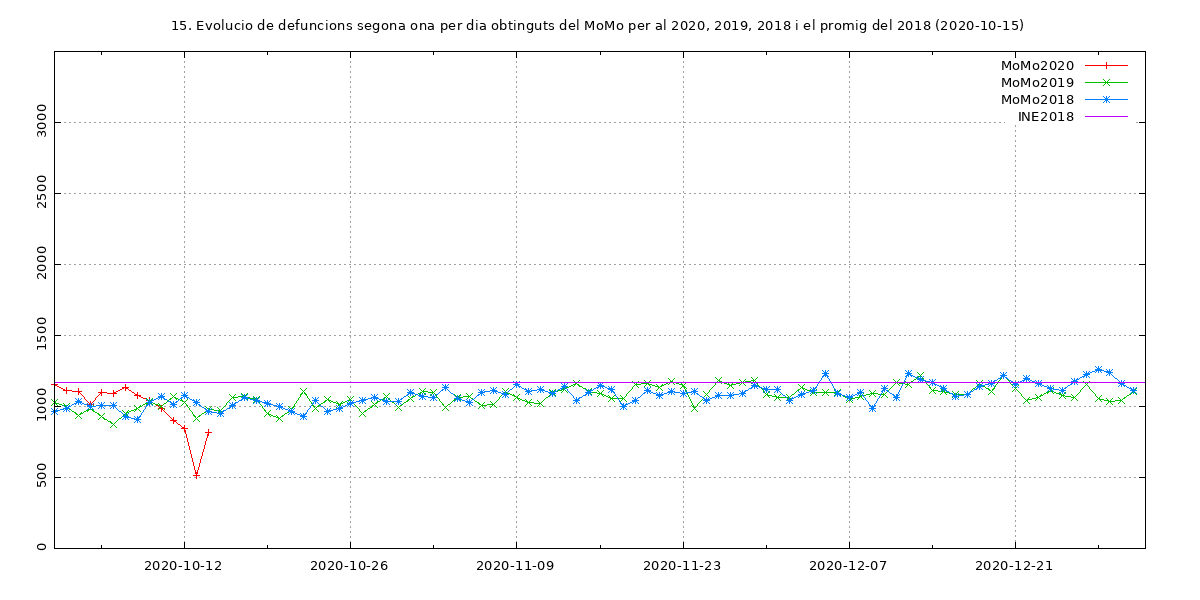 15. Evolucio de defuncions segona ona per dia obtinguts del MoMo per al 2020, 2019, 2018 i el promig del 2018 (2020-10-15)
MoMo2020
MoMo2019
MoMo2018
INE2018
3000
2500
2000
1500
1000
500
0
2020-10-12 2020-10-26 2020-11-09 2020-11-23 2020-12-07 2020-12-21